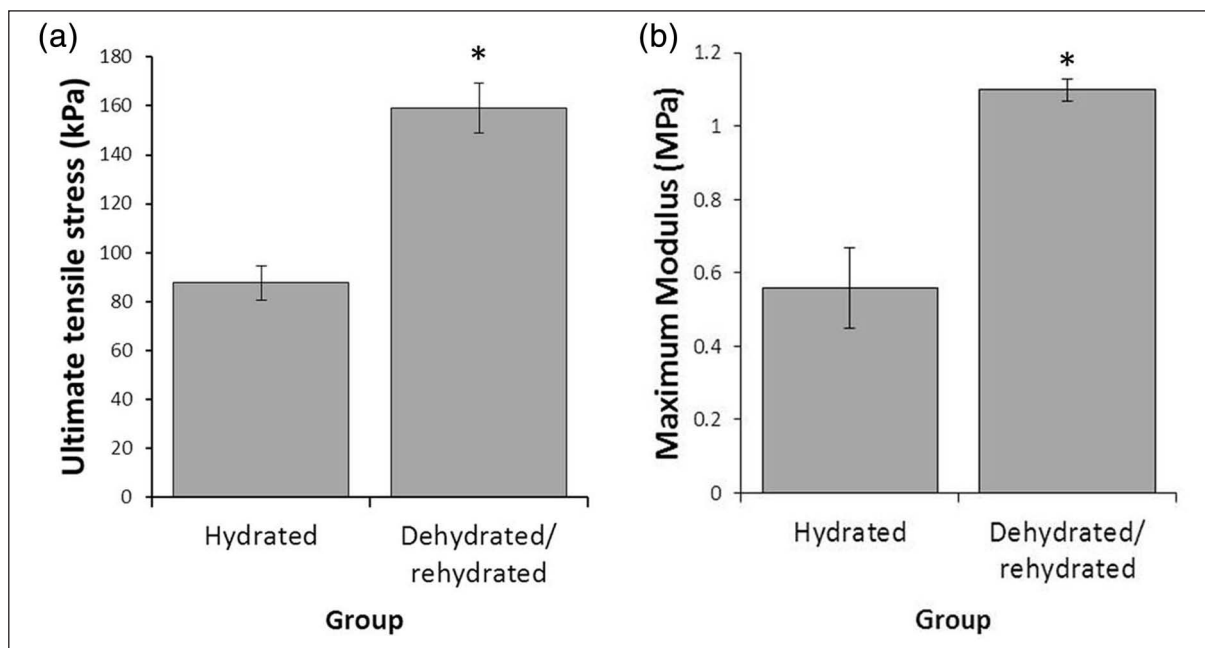 (a)
Ultimate tensile stress (kPa)
180
160
140
120
100
80
60
40
20
0
*
Hydrated
Dehydrated/
rehydrated
Group
(b)
Maximum Modulus (MPa)
1.2
1
0.8
0.6
0.4
0.2
0
*
Hydrated
Dehydrated/
rehydrated
Group